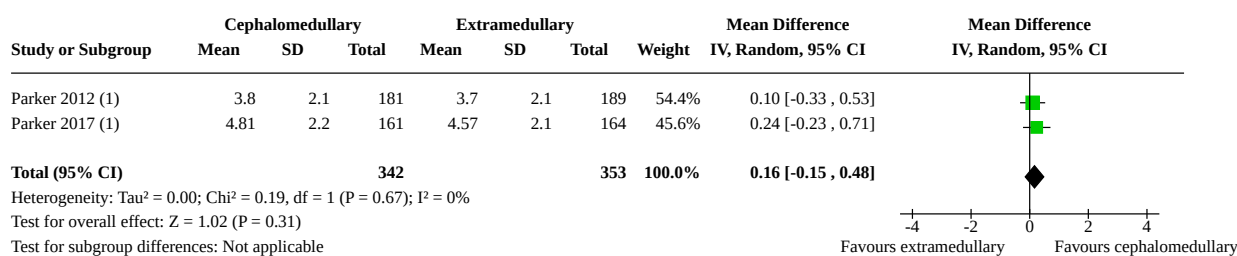 Cephalomedullary Extramedullary Mean Difference Mean Difference
Study or Subgroup Mean SD Total Mean SD Total Weight IV, Random, 95% CI IV, Random, 95% CI
Parker 2012 (1) 3.8 2.1 181 3.7 2.1 189 54.4% 0.10 [-0.33 , 0.53]
Parker 2017 (1) 4.81 2.2 161 4.57 2.1 164 45.6% 0.24 [-0.23 , 0.71]
Total (95% CI) 342 353 100.0% 0.16 [-0.15 , 0.48]
Heterogeneity: Tau² = 0.00; Chi² = 0.19, df = 1 (P = 0.67); I² = 0%
Test for overall effect: Z = 1.02 (P = 0.31) -4 -2 0 2 4
Test for subgroup differences: Not applicable Favours extramedullary Favours cephalomedullary